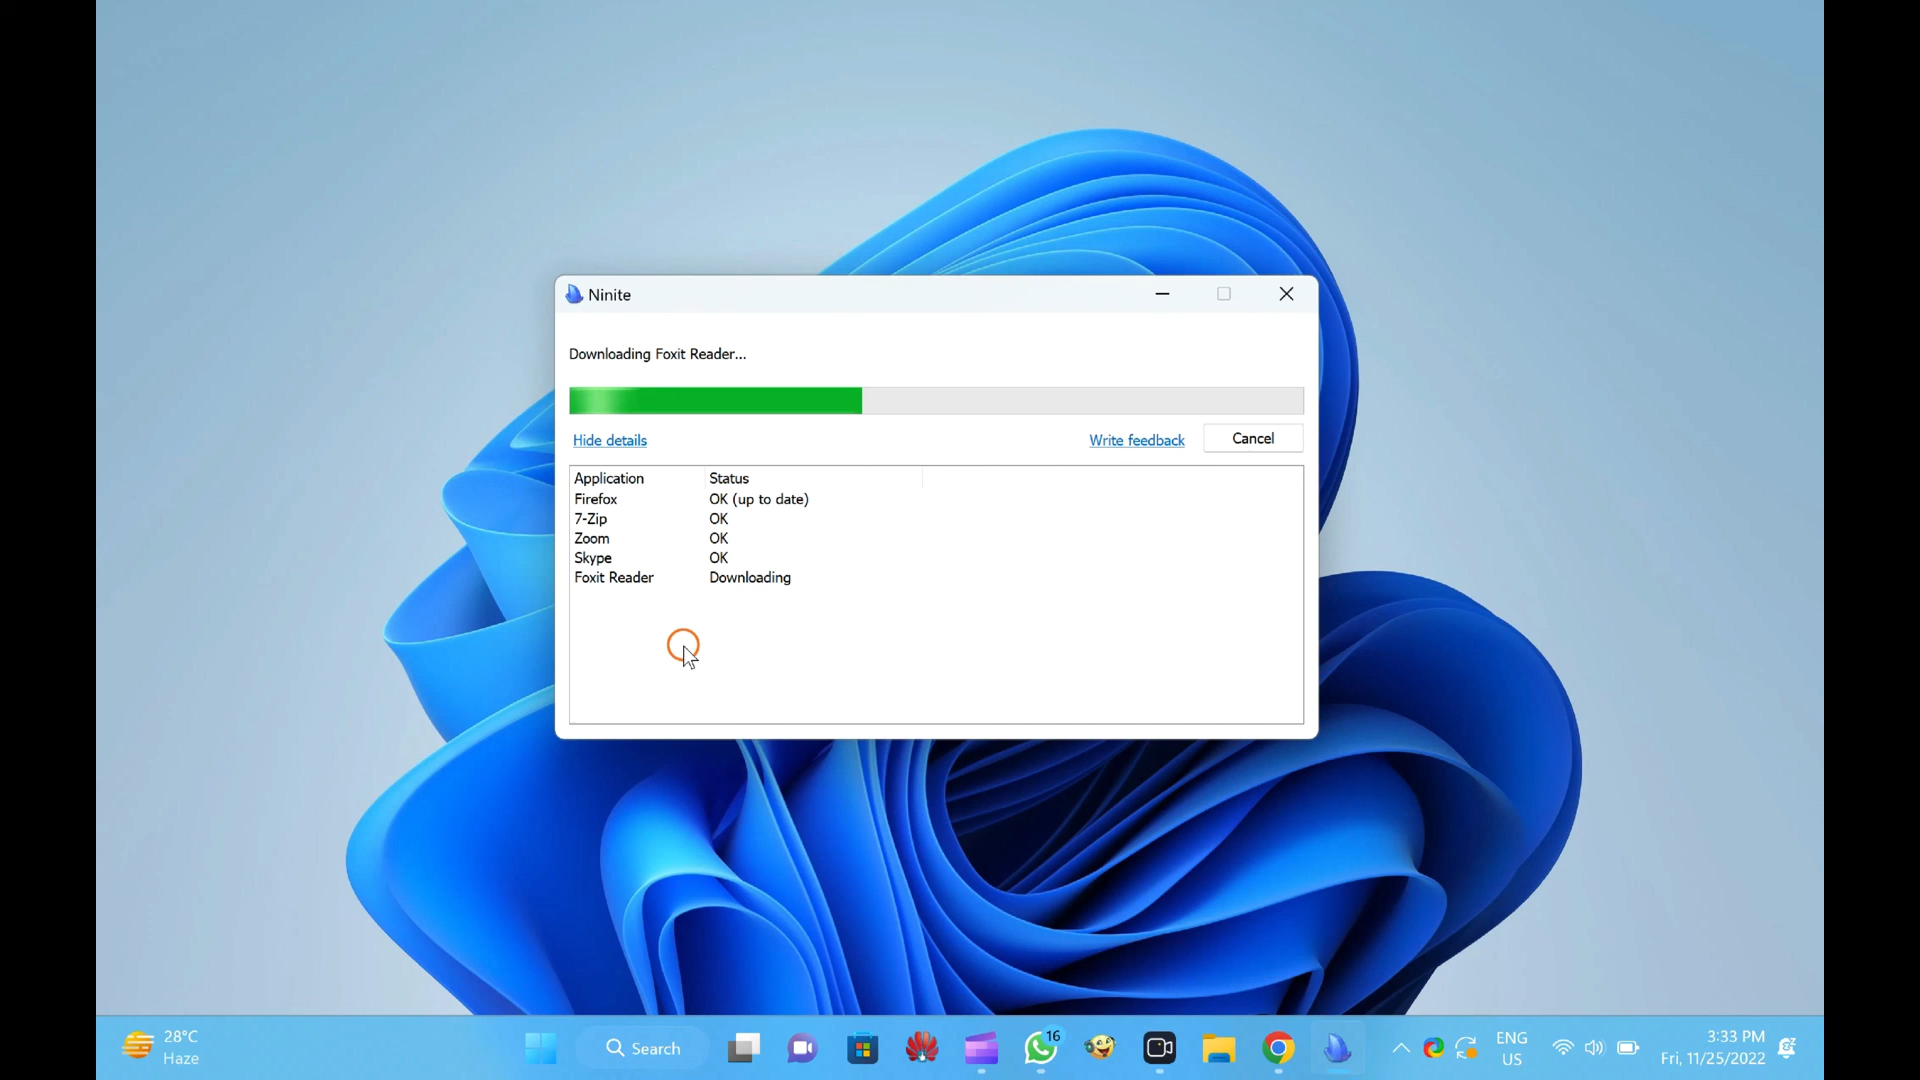 Ninite
Downloading Foxit Reader...
Hide details
Write feedback
Cancel
Application Status
Firefox OK (up to date)
7-Zip OK
Zoom OK
Skype OK
Foxit Reader Downloading
28°C
Haze
Search
16
ENG
US
3:33 PM
Fri, 11/25/2022